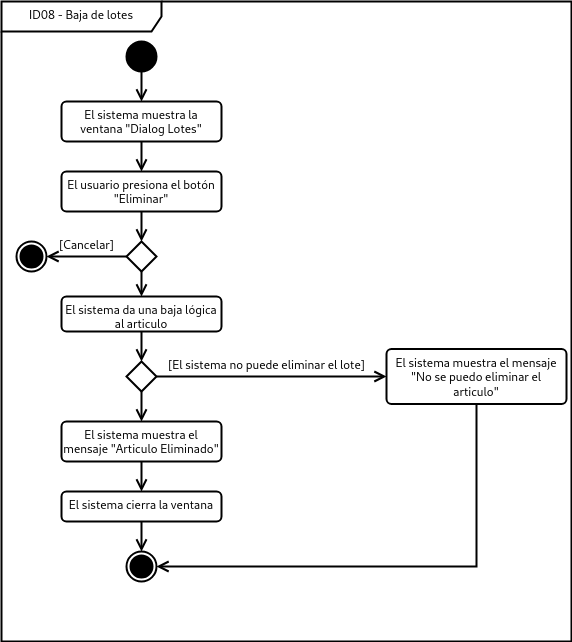 ID08 - Baja de lotes
El sistema muestra la
ventana "Dialog Lotes"
El usuario presiona el botón
"Eliminar"
[Cancelar]
El sistema da una baja lógica
al articulo
[El sistema no puede eliminar el lote]
El sistema muestra el mensaje
"No se puedo eliminar el
articulo"
El sistema muestra el
mensaje "Articulo Eliminado"
El sistema cierra la ventana